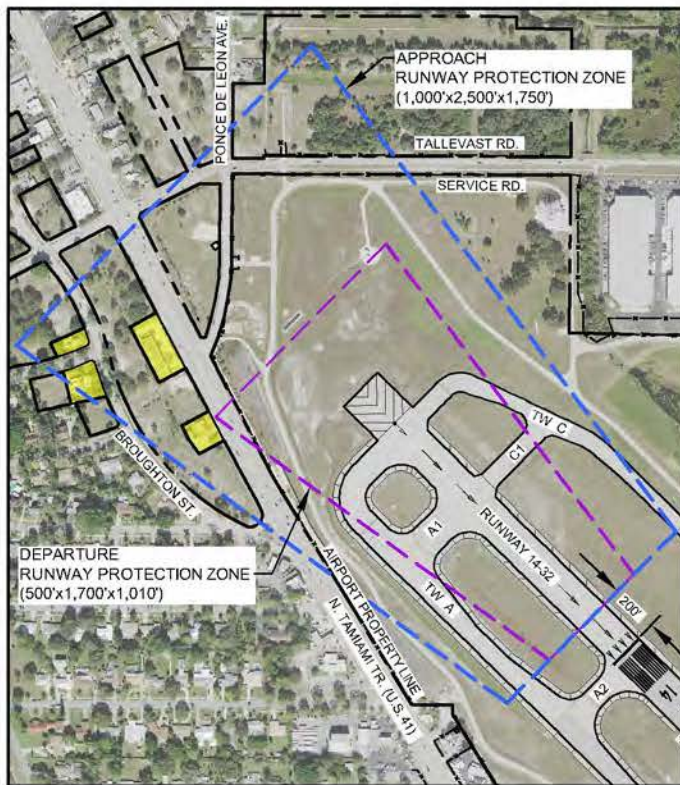 PONCE DE LEON AVE.
APPROACH
RUNWAY PROTECTION ZONE
(1,000'x2,500'x1,750')
TALLEVAST RD.
SERVICE RD.
BROUGHTON ST.
TW C
C1
RUNWAY 14-32
A1
DEPARTURE
RUNWAY PROTECTION ZONE
(500'x1,700'x1,010')
AIRPORT PROPERTY LINE
N. TAMIAMI TR. (U.S. 41)
TW A
200'
A2
14